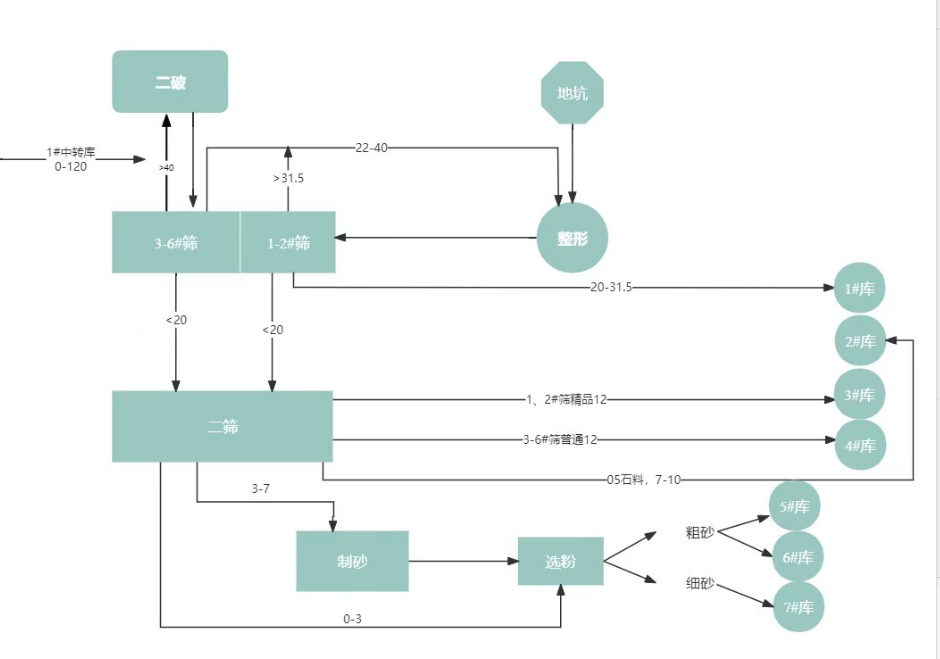 二破
地坑
1#中转库
0-120
>40
22-40
>31.5
3-6#筛
1-2#筛
整形
20-31.5
1#库
<20
<20
2#库
1、2#筛精品12
3#库
二筛
3-6#筛普通12
4#库
05石料，7-10
3-7
5#库
粗砂
制砂
选粉
6#库
细砂
7#库
0-3